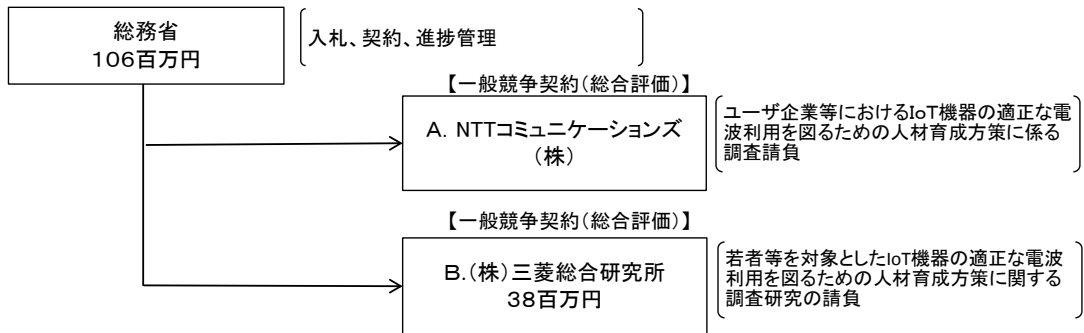 総務省
106百万円
入札、契約、進捗管理
【一般競争契約(総合評価)】
A. NTTコミュニケーションズ
(株)
ユーザ企業等におけるIoT機器の適正な電
波利用を図るための人材育成方策に係る
調査請負
【一般競争契約(総合評価)】
B.(株)三菱総合研究所
38百万円
若者等を対象としたIoT機器の適正な電波
利用を図るための人材育成方策に関する
調査研究の請負